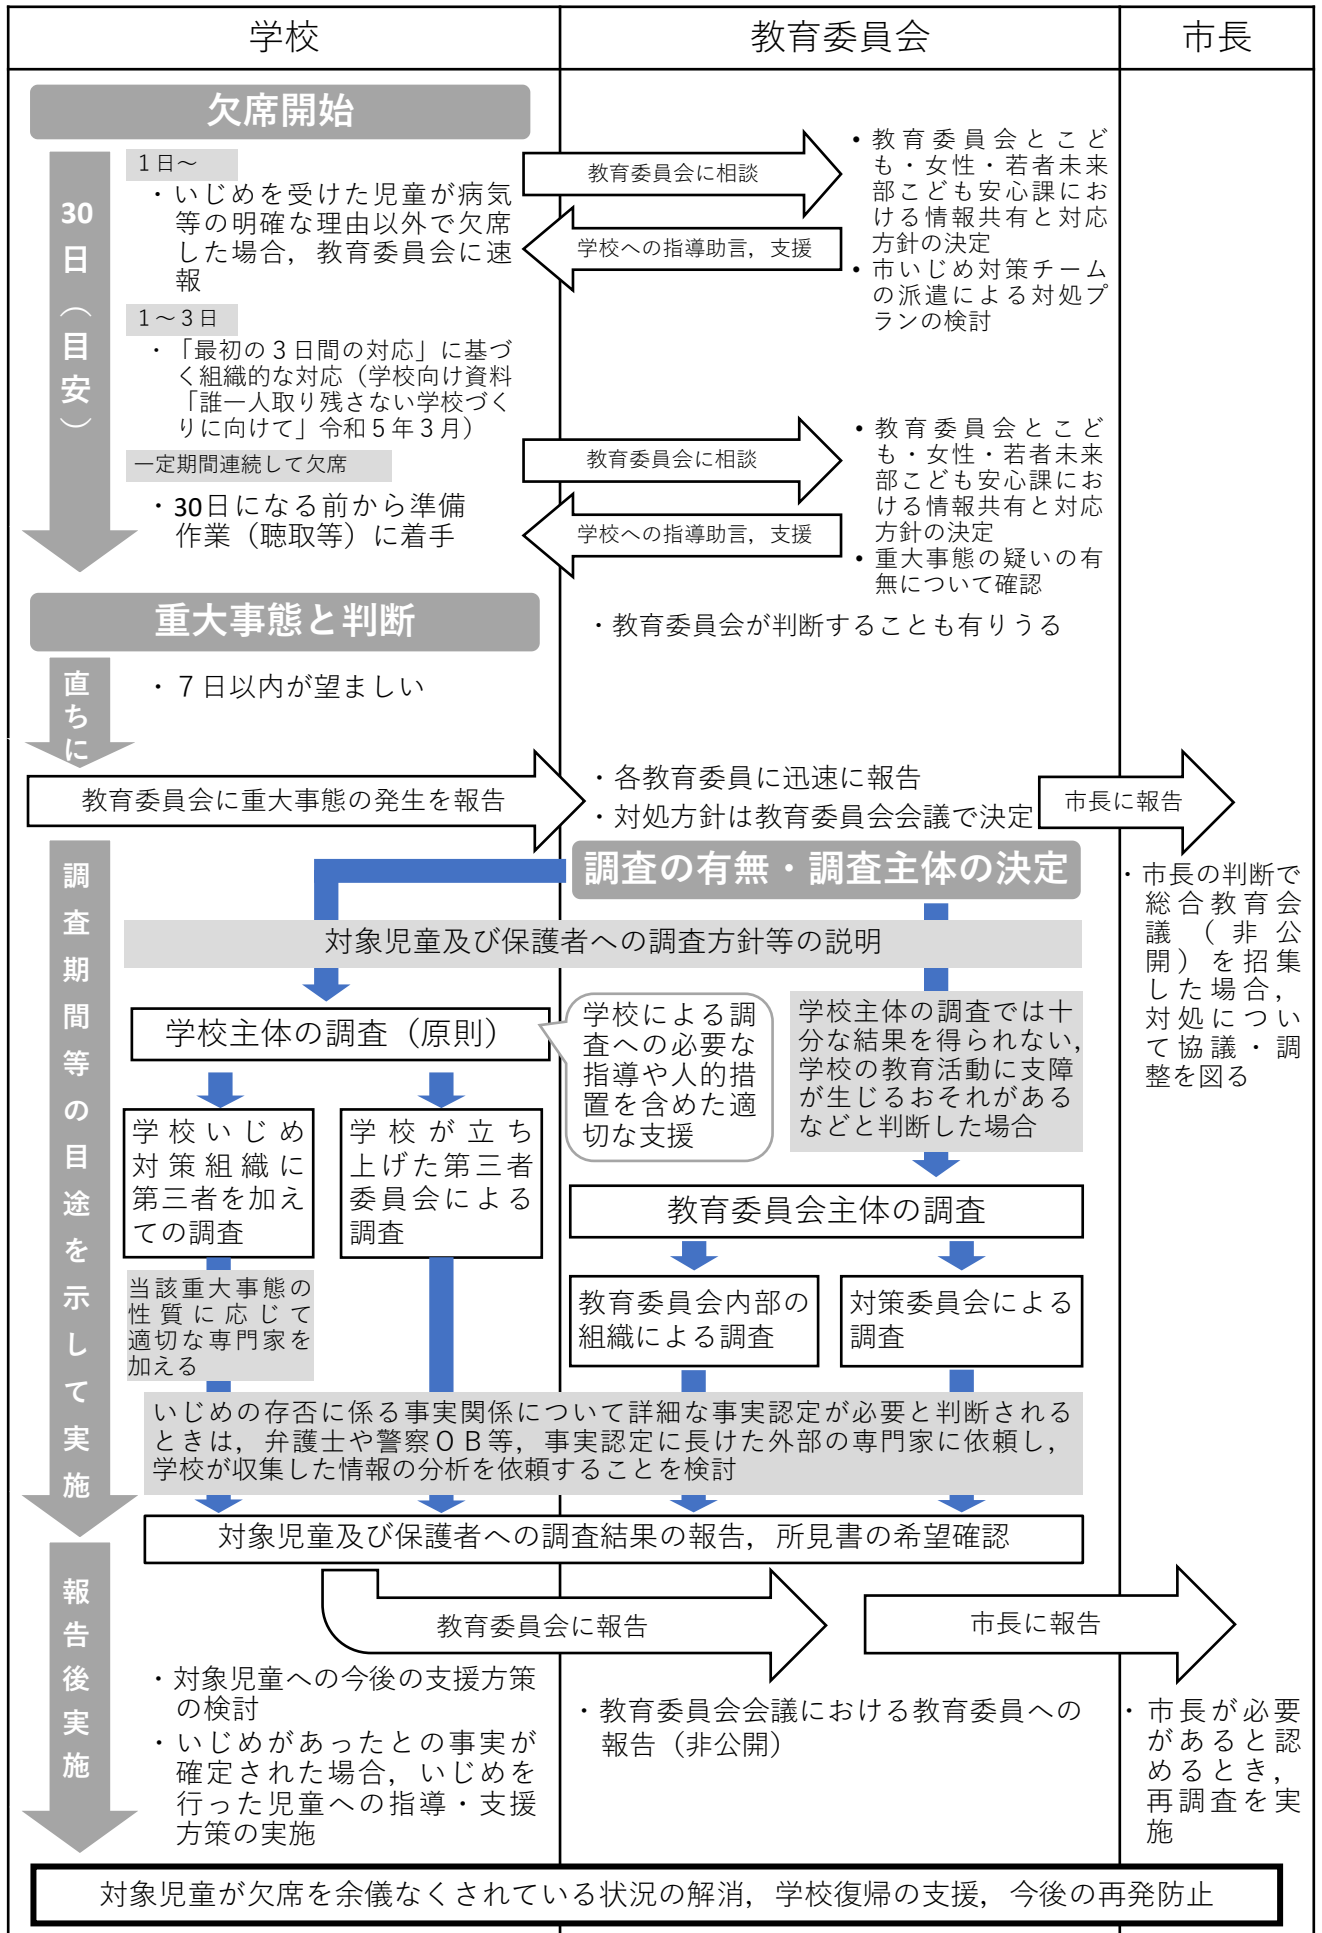 学校
教育委員会
市長
欠席開始
30日（目安）
１日～
・いじめを受けた児童が病気
等の明確な理由以外で欠席
した場合，教育委員会に速
報
教育委員会に相談
学校への指導助言，支援
• 教育委員会とこど
も・女性・若者未来
部こども安心課にお
ける情報共有と対応
方針の決定
• 市いじめ対策チーム
の派遣による対処プ
ランの検討
１～３日
・「最初の３日間の対応」に基づ
く組織的な対応（学校向け資料
「誰一人取り残さない学校づく
りに向けて」令和５年３月）
一定期間連続して欠席
・30日になる前から準備
作業（聴取等）に着手
教育委員会に相談
学校への指導助言，支援
• 教育委員会とこど
も・女性・若者未来
部こども安心課にお
ける情報共有と対応
方針の決定
• 重大事態の疑いの有
無について確認
重大事態と判断
・教育委員会が判断することも有りうる
直ちに
・７日以内が望ましい
教育委員会に重大事態の発生を報告
・各教育委員に迅速に報告
・対処方針は教育委員会会議で決定
市長に報告
調査期間等の目途を示して実施
調査の有無・調査主体の決定
・市長の判断で
総合教育会
議（非公
開）を招集
した場合，
対処につい
て協議・調
整を図る
対象児童及び保護者への調査方針等の説明
学校主体の調査（原則）
学校による調
査への必要な
指導や人的措
置を含めた適
切な支援
学校主体の調査では十
分な結果を得られない，
学校の教育活動に支障
が生じるおそれがある
などと判断した場合
学校いじめ
対策組織に
第三者を加え
ての調査
学校が立ち
上げた第三者
委員会による
調査
教育委員会主体の調査
当該重大事態の
性質に応じて
適切な専門家を
加える
教育委員会内部の
組織による調査
対策委員会による
調査
いじめの存否に係る事実関係について詳細な事実認定が必要と判断される
ときは，弁護士や警察ＯＢ等，事実認定に長けた外部の専門家に依頼し，
学校が収集した情報の分析を依頼することを検討
対象児童及び保護者への調査結果の報告，所見書の希望確認
報告後実施
教育委員会に報告
市長に報告
・対象児童への今後の支援方策
の検討
・いじめがあったとの事実が
確定された場合，いじめを
行った児童への指導・支援
方策の実施
・教育委員会会議における教育委員への
報告（非公開）
・市長が必要
があると認
めるとき，
再調査を実
施
対象児童が欠席を余儀なくされている状況の解消，学校復帰の支援，今後の再発防止